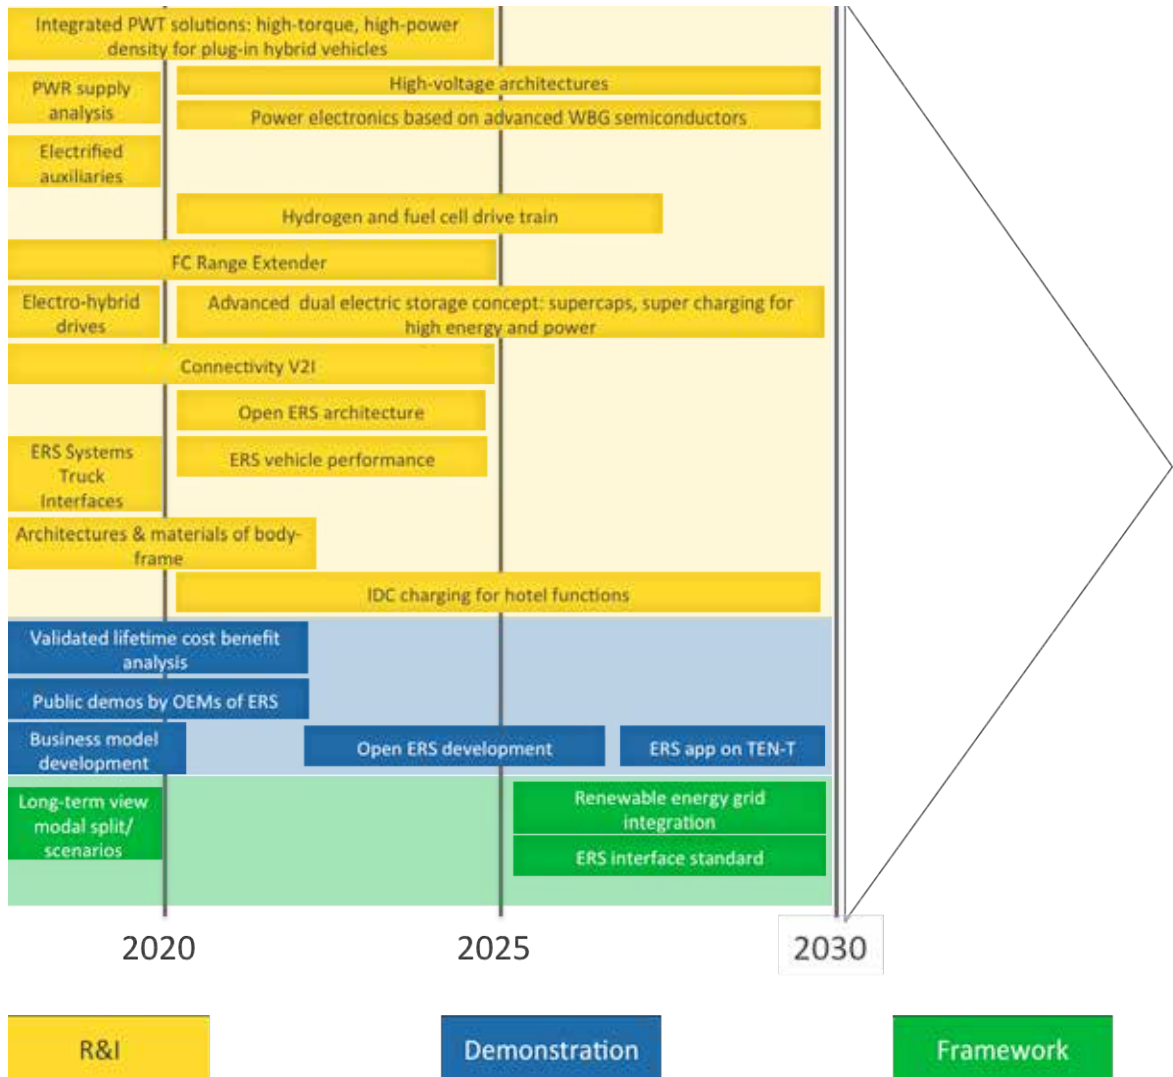 Integrated PWT solutions: high-torque, high-power
density for plug-in hybrid vehicles
PWR supply
analysis
High-voltage architectures
Power electronics based on advanced WBG semiconductors
Electrified
auxiliaries
Hydrogen and fuel cell drive train
FC Range Extender
Electro-hybrid
drives
Advanced dual electric storage concept: supercaps, super charging for
high energy and power
Connectivity V2I
Open ERS architecture
ERS Systems
Truck
Interfaces
ERS vehicle performance
Architectures & materials of body-
frame
IDC charging for hotel functions
Validated lifetime cost benefit
analysis
Public demos by OEMs of ERS
Business model
development
Open ERS development
ERS app on TEN-T
Long-term view
modal split/
scenarios
Renewable energy grid
integration
ERS interface standard
2020
2025
2030
R&I
Demonstration
Framework